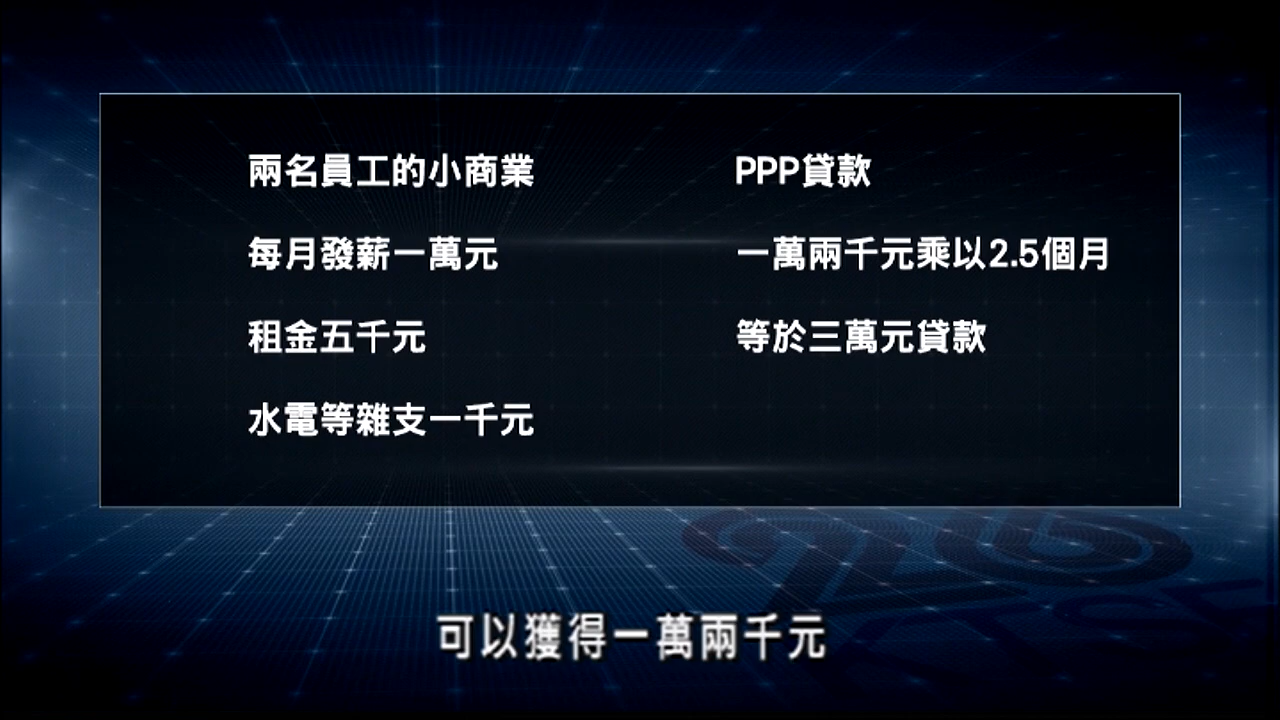 兩名員工的小商業
每月發薪一萬元
租金五千元
水電等雜支一千元
PPP貸款
一萬兩千元乘以2.5個月
等於三萬元貸款
可以獲得一萬兩千元